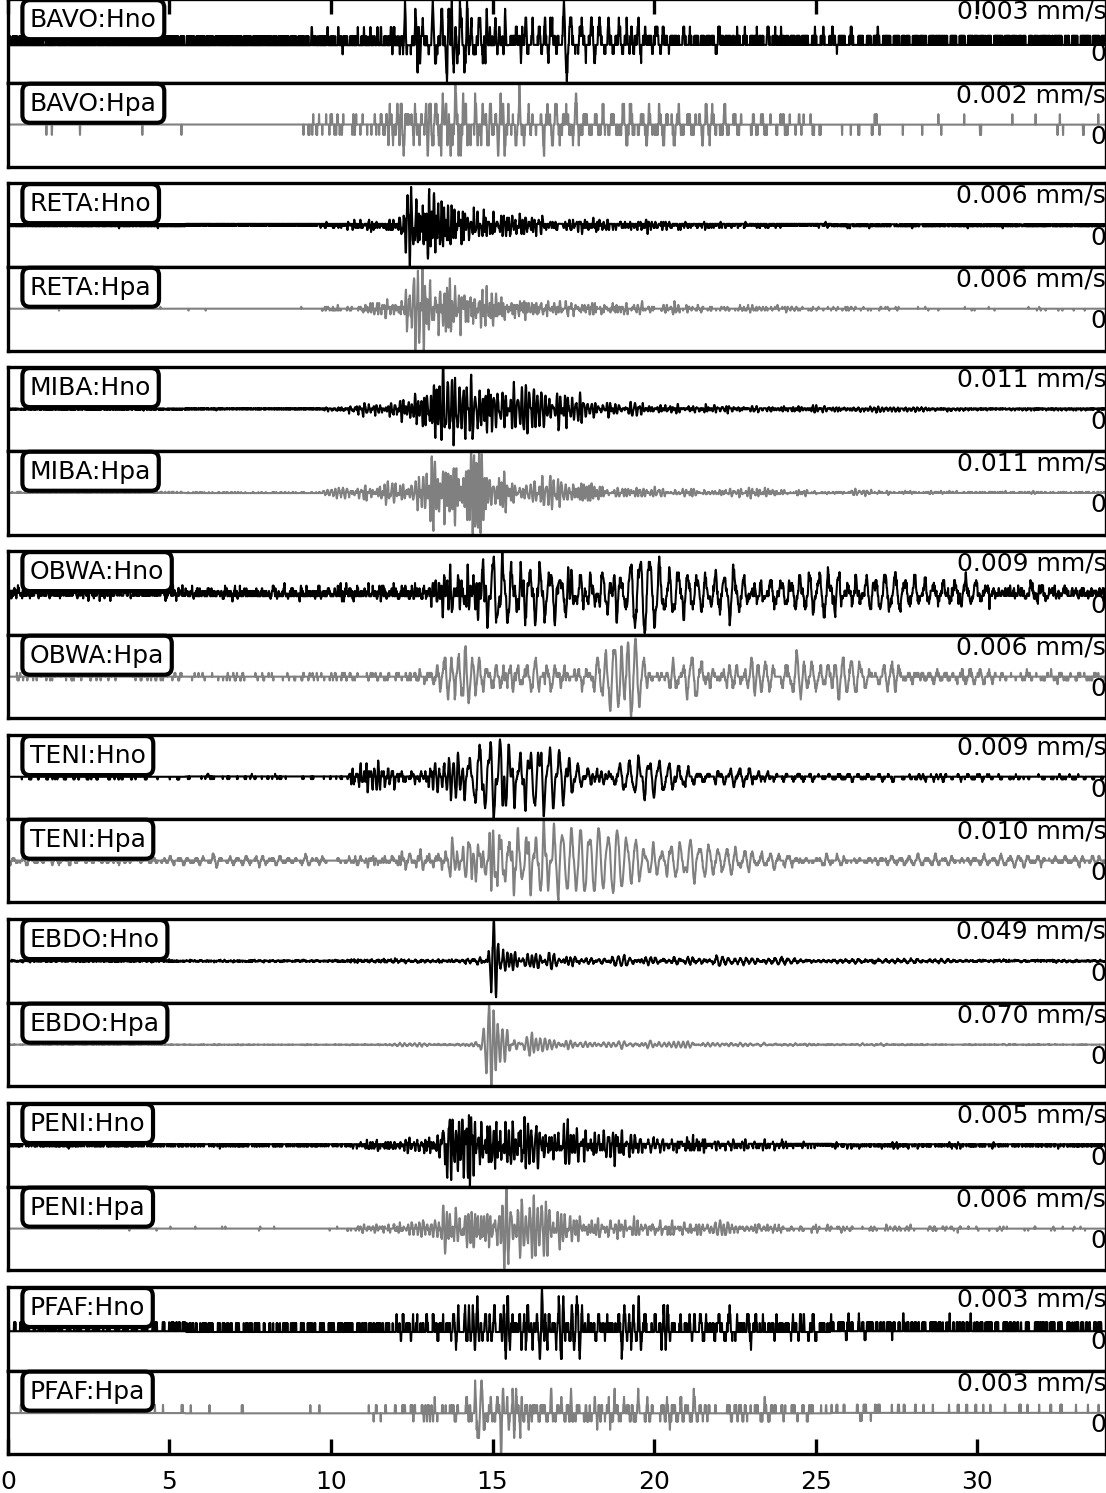 BAVO:Hno 0.003 mm/s
0
BAVO:Hpa 0.002 mm/s
0
RETA:Hno 0.006 mm/s
0
RETA:Hpa 0.006 mm/s
0
MIBA:Hno 0.011 mm/s
0
MIBA:Hpa 0.011 mm/s
0
OBWA:Hno 0.009 mm/s
0
OBWA:Hpa 0.006 mm/s
0
TENI:Hno 0.009 mm/s
0
TENI:Hpa 0.010 mm/s
0
EBDO:Hno 0.049 mm/s
0
EBDO:Hpa 0.070 mm/s
0
PENI:Hno 0.005 mm/s
0
PENI:Hpa 0.006 mm/s
0
PFAF:Hno 0.003 mm/s
0
PFAF:Hpa 0.003 mm/s
0
0 5 10 15 20 25 30